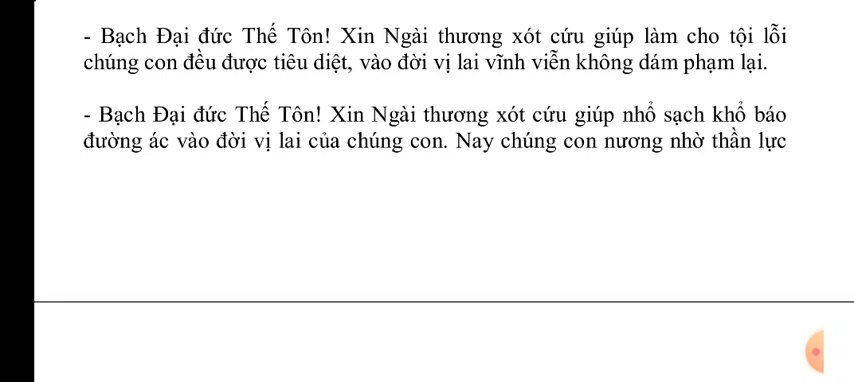 - Bạch Đại đức Thế Tôn! Xin Ngài thương xót cứu giúp làm cho tội lỗi
chúng con đều được tiêu diệt, vào đời vị lai vĩnh viễn không dám phạm lại.
- Bạch Đại đức Thế Tôn! Xin Ngài thương xót cứu giúp nhổ sạch khổ báo
đường ác vào đời vị lai của chúng con. Nay chúng con nương nhờ thần lực